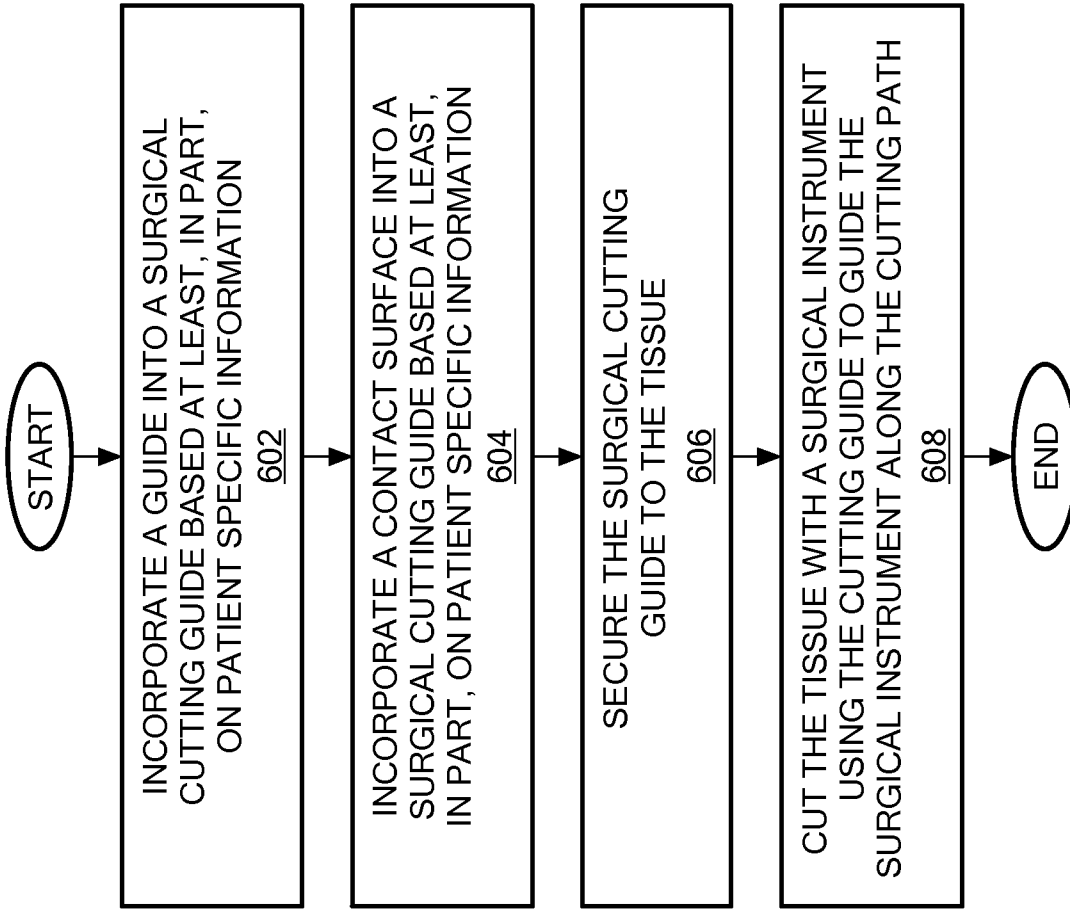 START
INCORPORATE A GUIDE INTO A SURGICAL
CUTTING GUIDE BASED AT LEAST, IN PART,
ON PATIENT SPECIFIC INFORMATION
602
INCORPORATE A CONTACT SURFACE INTO A
SURGICAL CUTTING GUIDE BASED AT LEAST,
IN PART, ON PATIENT SPECIFIC INFORMATION
604
SECURE THE SURGICAL CUTTING
GUIDE TO THE TISSUE
606
CUT THE TISSUE WITH A SURGICAL INSTRUMENT
USING THE CUTTING GUIDE TO GUIDE THE
SURGICAL INSTRUMENT ALONG THE CUTTING PATH
608
END